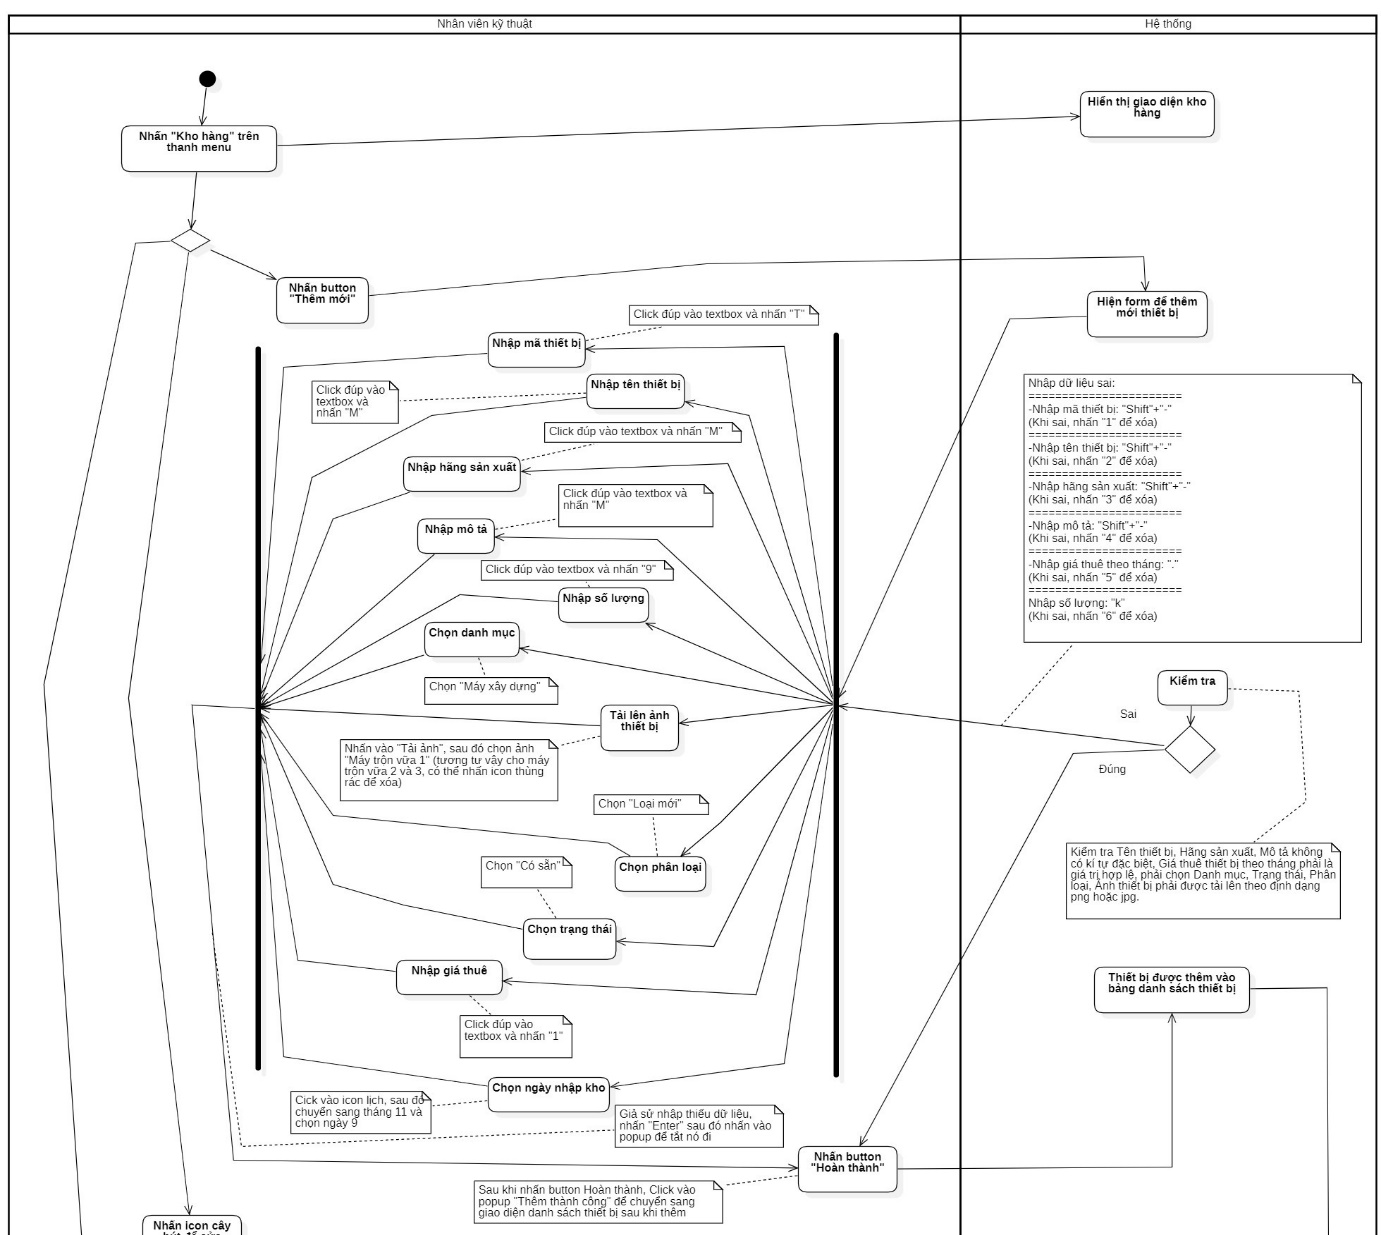 Nhân viên kỹ thuật
Hệ thống
Nhấn "Kho hàng" trên
thanh menu
Hiển thị giao diện kho
hàng
Nhấn button
"Thêm mới"
Hiện form để thêm
mới thiết bị
Click đúp vào textbox và nhấn "T"
Nhập mã thiết bị
Nhập tên thiết bị
Click đúp vào
textbox và
nhấn "M"
Click đúp vào textbox và nhấn "M"
Nhập hãng sản xuất
Click đúp vào textbox và
nhấn "M"
Nhập mô tả
Click đúp vào textbox và nhấn "9"
Nhập số lượng
Chọn danh mục
Chọn "Máy xây dựng"
Tải lên ảnh
thiết bị
Nhấn vào "Tải ảnh", sau đó chọn ảnh
"Máy trộn vữa 1" (tương tự vậy cho máy
trộn vữa 2 và 3, có thể nhấn icon thùng
rác để xóa)
Chọn "Loại mới"
Chọn phân loại
Chọn "Có sẵn"
Chọn trạng thái
Nhập giá thuê
Click đúp vào
textbox và nhấn "1"
Chọn ngày nhập kho
Cick vào icon lịch, sau đó
chuyển sang tháng 11 và
chọn ngày 9
Giả sử nhập thiếu dữ liệu,
nhấn "Enter" sau đó nhấn vào
popup để tắt nó đi
Nhấn button
"Hoàn thành"
Sau khi nhấn button Hoàn thành, Click vào
popup "Thêm thành công" để chuyển sang
giao diện danh sách thiết bị sau khi thêm
Nhấn icon cây
bút để sửa
Nhập dữ liệu sai:
=======================
-Nhập mã thiết bị: "Shift"+"-"
(Khi sai, nhấn "1" để xóa)
=======================
-Nhập tên thiết bị: "Shift"+"-"
(Khi sai, nhấn "2" để xóa)
=======================
-Nhập hãng sản xuất: "Shift"+"-"
(Khi sai, nhấn "3" để xóa)
=======================
-Nhập mô tả: "Shift"+"-"
(Khi sai, nhấn "4" để xóa)
=======================
-Nhập giá thuê theo tháng: "."
(Khi sai, nhấn "5" để xóa)
=======================
Nhập số lượng: "k"
(Khi sai, nhấn "6" để xóa)
Kiểm tra
Sai
Đúng
Kiểm tra Tên thiết bị, Hãng sản xuất, Mô tả không
có kí tự đặc biệt, Giá thuê thiết bị theo tháng phải là
giá trị hợp lệ, phải chọn Danh mục, Trạng thái, Phân
loại, Ảnh thiết bị phải được tải lên theo định dạng
png hoặc jpg.
Thiết bị được thêm vào
bảng danh sách thiết bị